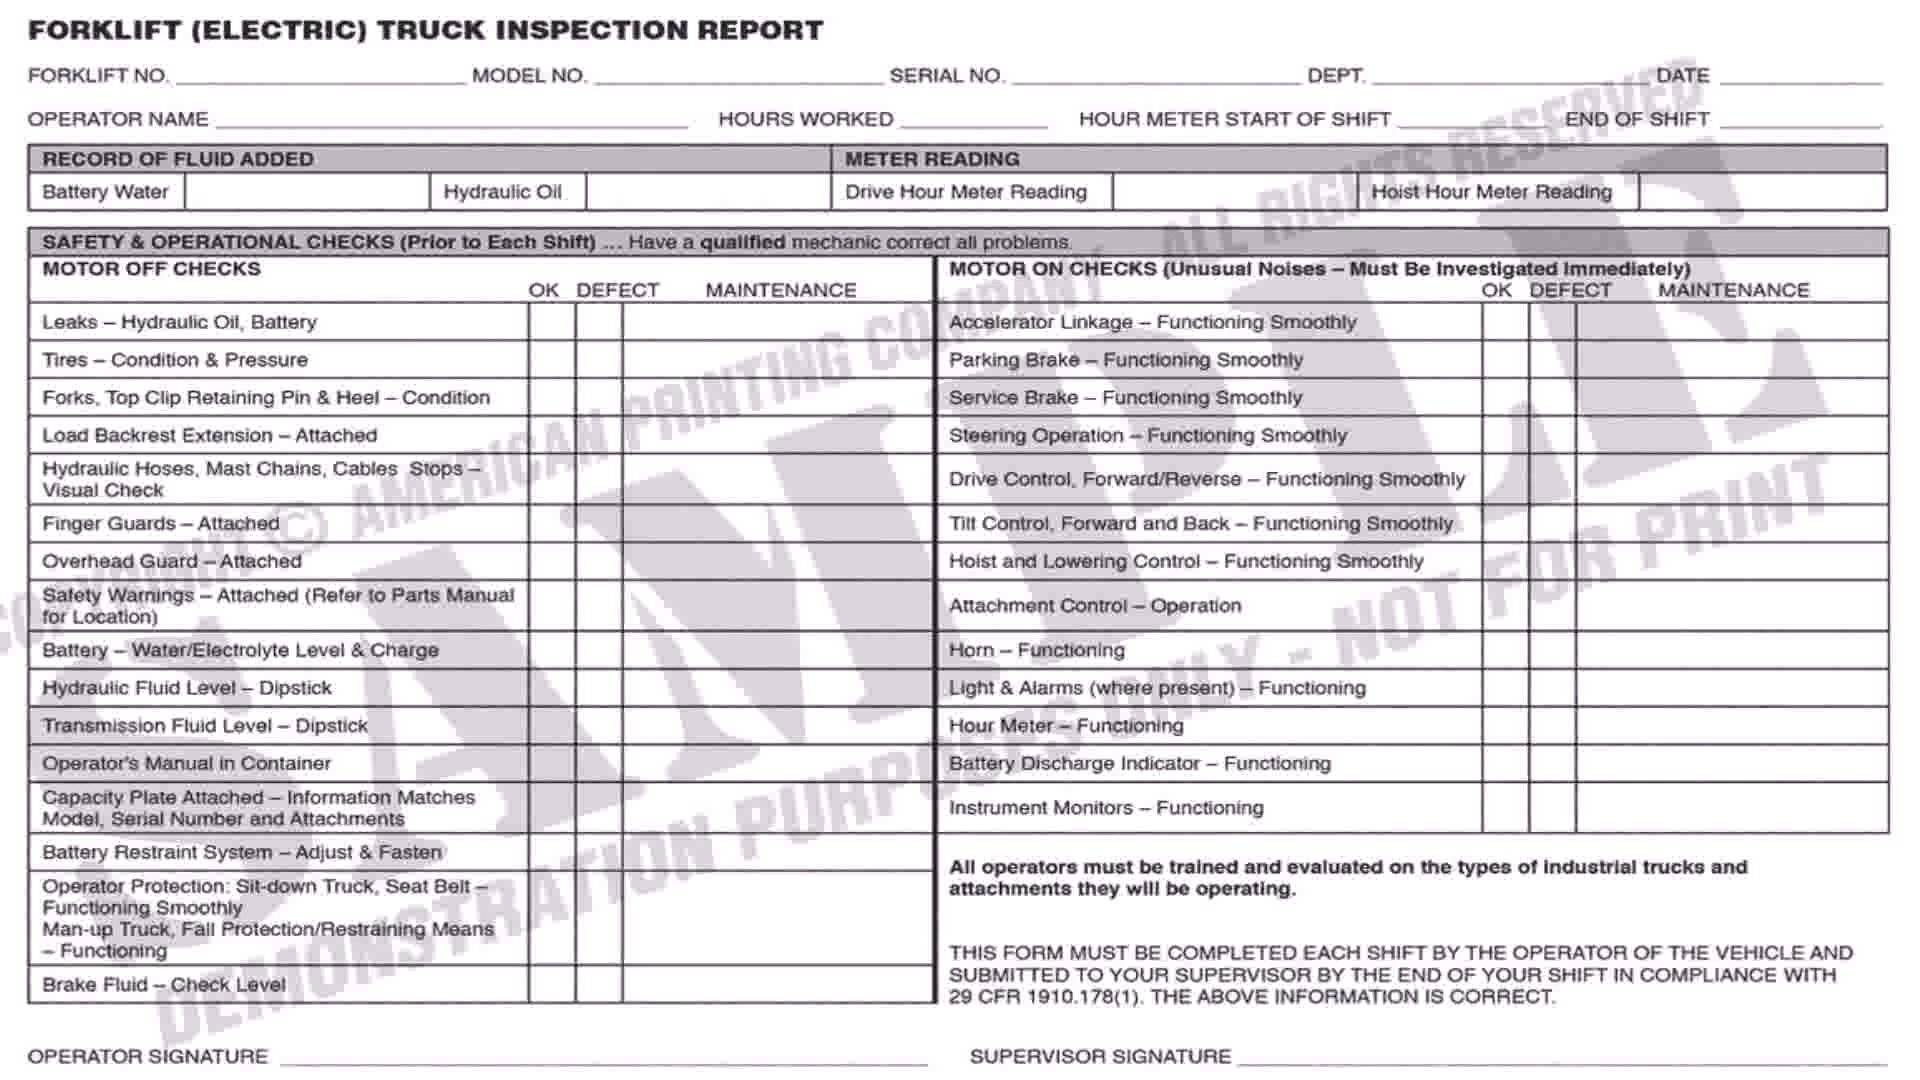 FORKLIFT (ELECTRIC) TRUCK INSPECTION REPORT
FORKLIFT NO. MODEL NO. SERIAL NO. DEPT. DATE
OPERATOR NAME HOURS WORKED HOUR METER START OF SHIFT END OF SHIFT
RECORD OF FLUID ADDED METER READING
Battery Water Hydraulic Oil Drive Hour Meter Reading Hoist Hour Meter Reading
SAFETY & OPERATIONAL CHECKS (Prior to Each Shift) ... Have a qualified mechanic correct all problems.
MOTOR OFF CHECKS
OK DEFECT MAINTENANCE
Leaks – Hydraulic Oil, Battery
Tires – Condition & Pressure
Forks, Top Clip Retaining Pin & Heel – Condition
Load Backrest Extension – Attached
Hydraulic Hoses, Mast Chains, Cables Stops –
Visual Check
Finger Guards – Attached
Overhead Guard – Attached
Safety Warnings – Attached (Refer to Parts Manual
for Location)
Battery – Water/Electrolyte Level & Charge
Hydraulic Fluid Level – Dipstick
Transmission Fluid Level – Dipstick
Operator's Manual in Container
Capacity Plate Attached – Information Matches
Model, Serial Number and Attachments
Battery Restraint System – Adjust & Fasten
Operator Protection: Sit-down Truck, Seat Belt –
Functioning Smoothly
Man-up Truck, Fall Protection/Restraining Means
– Functioning
Brake Fluid – Check Level
MOTOR ON CHECKS (Unusual Noises – Must Be Investigated Immediately)
OK DEFECT MAINTENANCE
Accelerator Linkage – Functioning Smoothly
Parking Brake – Functioning Smoothly
Service Brake – Functioning Smoothly
Steering Operation – Functioning Smoothly
Drive Control, Forward/Reverse – Functioning Smoothly
Tilt Control, Forward and Back – Functioning Smoothly
Hoist and Lowering Control – Functioning Smoothly
Attachment Control – Operation
Horn – Functioning
Light & Alarms (where present) – Functioning
Hour Meter – Functioning
Battery Discharge Indicator – Functioning
Instrument Monitors – Functioning
All operators must be trained and evaluated on the types of industrial trucks and
attachments they will be operating.
THIS FORM MUST BE COMPLETED EACH SHIFT BY THE OPERATOR OF THE VEHICLE AND
SUBMITTED TO YOUR SUPERVISOR BY THE END OF YOUR SHIFT IN COMPLIANCE WITH
29 CFR 1910.178(1). THE ABOVE INFORMATION IS CORRECT.
OPERATOR SIGNATURE SUPERVISOR SIGNATURE
COPYRIGHT © AMERICAN PRINTING COMPANY - ALL RIGHTS RESERVED
SAMPLE
DEMONSTRATION PURPOSES ONLY - NOT FOR PRINT